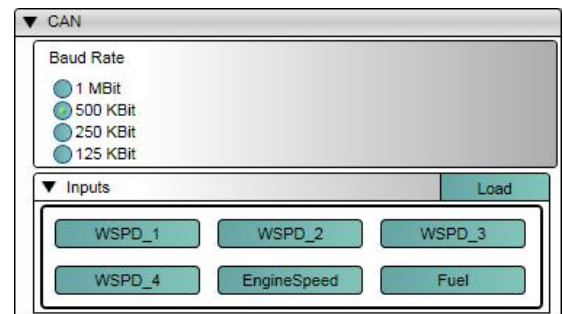 CAN
Baud Rate
1 MBit
500 KBit
250 KBit
125 KBit
Inputs Load
WSPD_1 WSPD_2 WSPD_3
WSPD_4 EngineSpeed Fuel